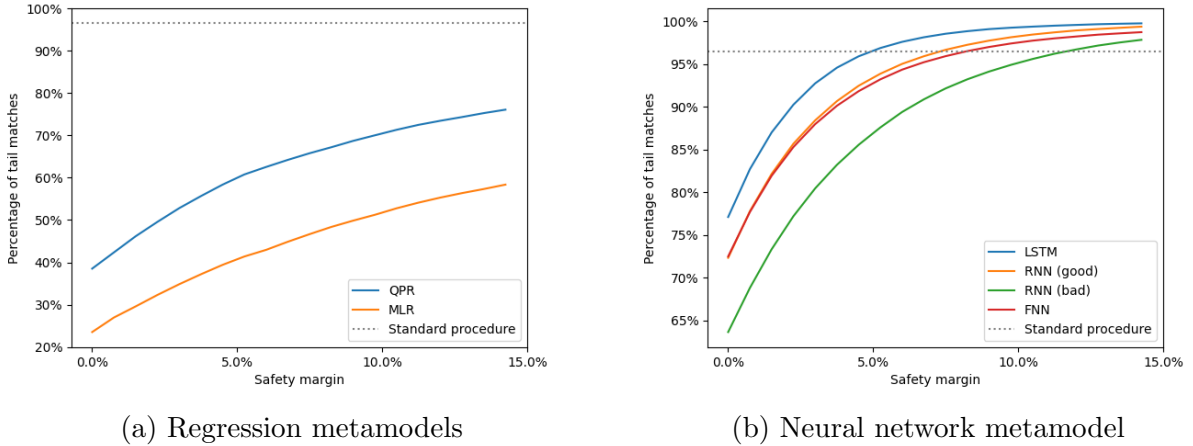 100%
90%
80%
70%
60%
50%
40%
30%
20%
Percentage of tail matches
QPR
MLR
Standard procedure
0.0%
5.0%
10.0%
15.0%
Safety margin
(a) Regression metamodels
100%
95%
90%
85%
80%
75%
70%
65%
Percentage of tail matches
LSTM
RNN (good)
RNN (bad)
FNN
Standard procedure
0.0%
5.0%
10.0%
15.0%
Safety margin
(b) Neural network metamodel